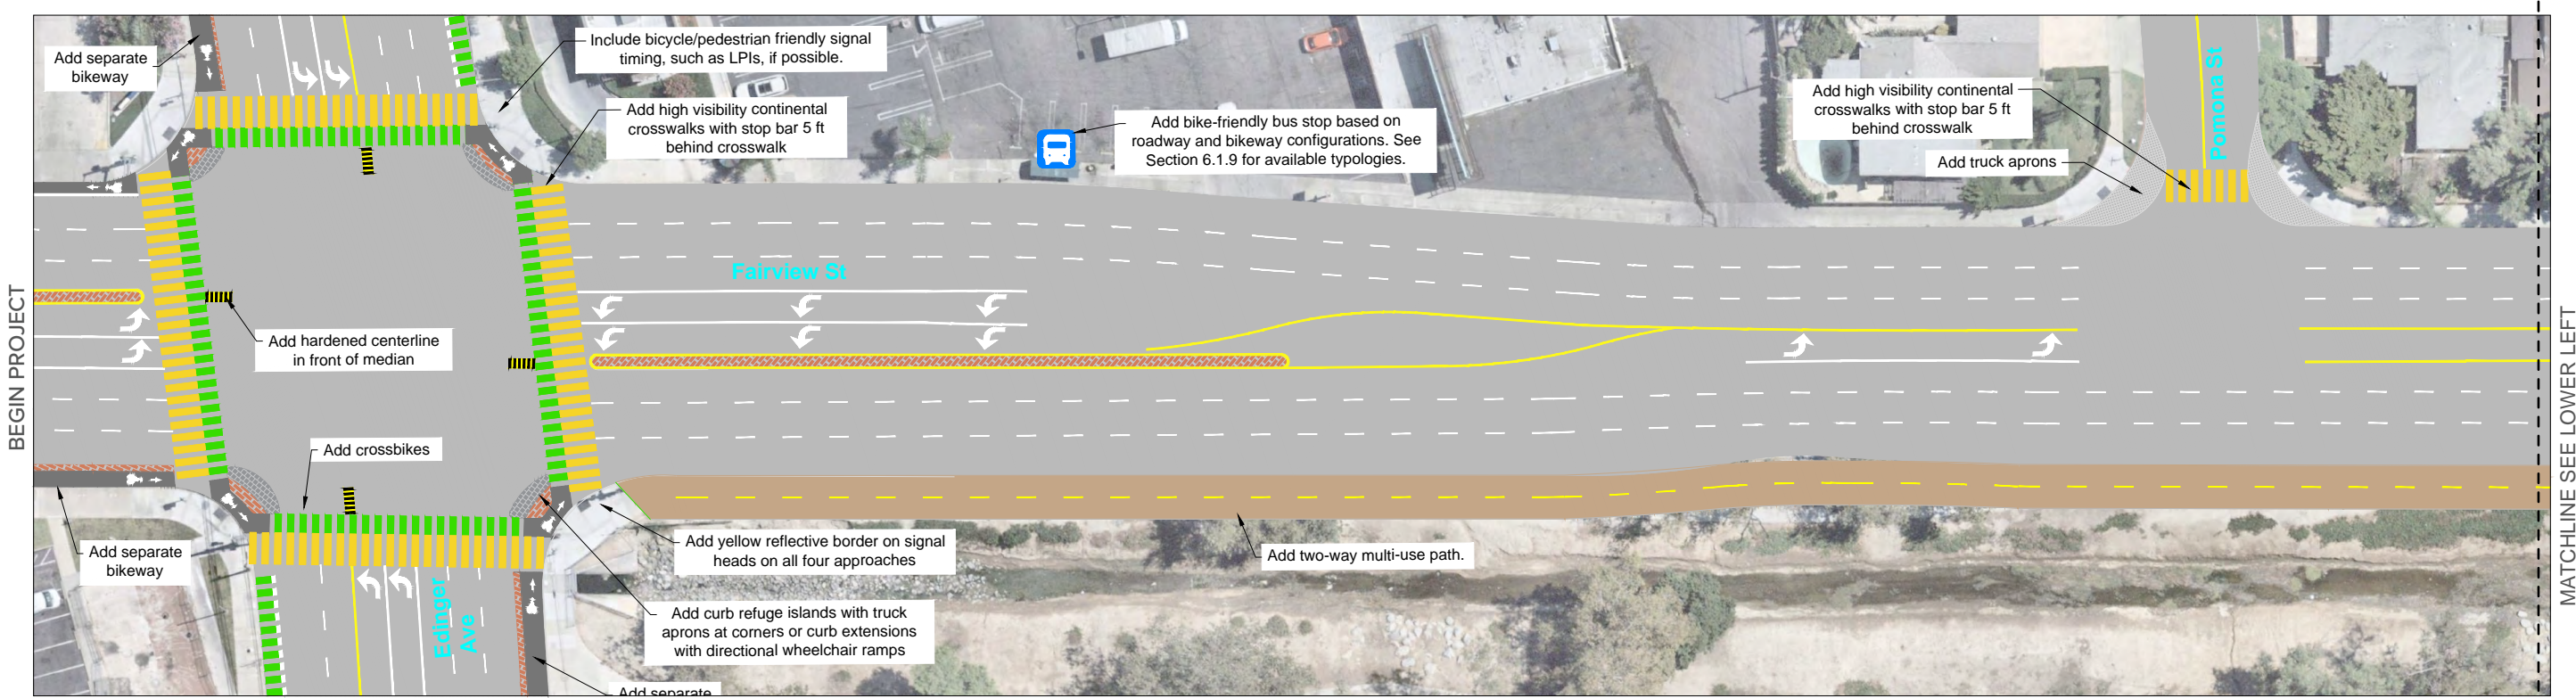 Add separate
bikeway
Include bicycle/pedestrian friendly signal
timing, such as LPIs, if possible.
Add high visibility continental
crosswalks with stop bar 5 ft
behind crosswalk
Add bike-friendly bus stop based on
roadway and bikeway configurations. See
Section 6.1.9 for available typologies.
Add high visibility continental
crosswalks with stop bar 5 ft
behind crosswalk
Add truck aprons
Pomona St
Fairview St
BEGIN PROJECT
Add hardened centerline
in front of median
MATCHLINE SEE LOWER LEFT
Add crossbikes
Add separate
bikeway
Edinger
Ave
Add yellow reflective border on signal
heads on all four approaches
Add two-way multi-use path.
Add curb refuge islands with truck
aprons at corners or curb extensions
with directional wheelchair ramps
Add separate